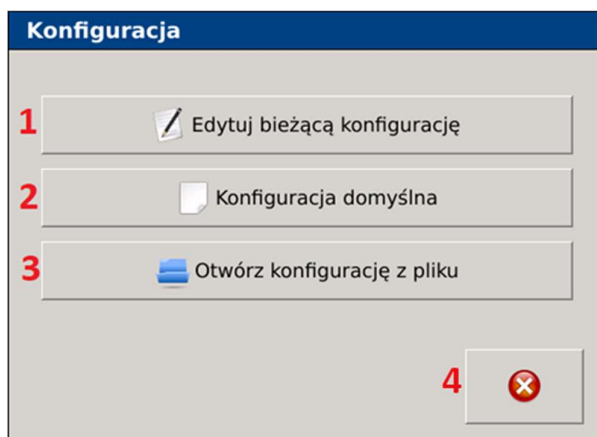 Konfiguracja
1 Edytuj bieżącą konfigurację
2 Konfiguracja domyślna
3 Otwórz konfigurację z pliku
4